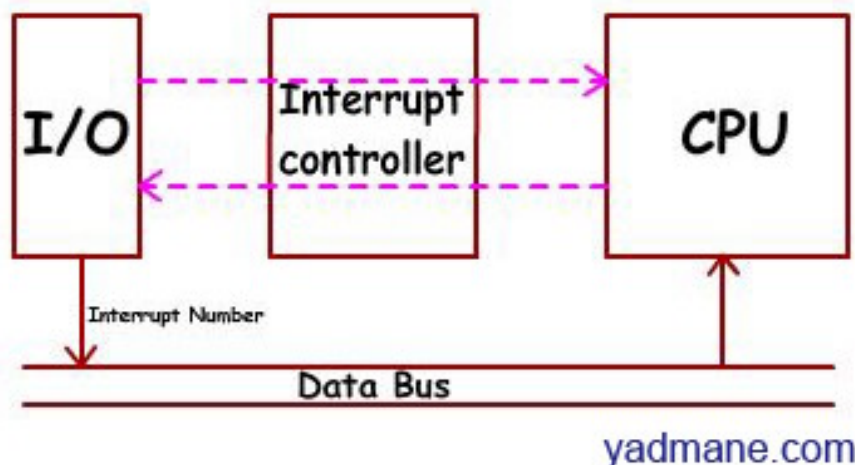 I/O
Interrupt
controller
CPU
Interrupt Number
Data Bus
yadmane.com